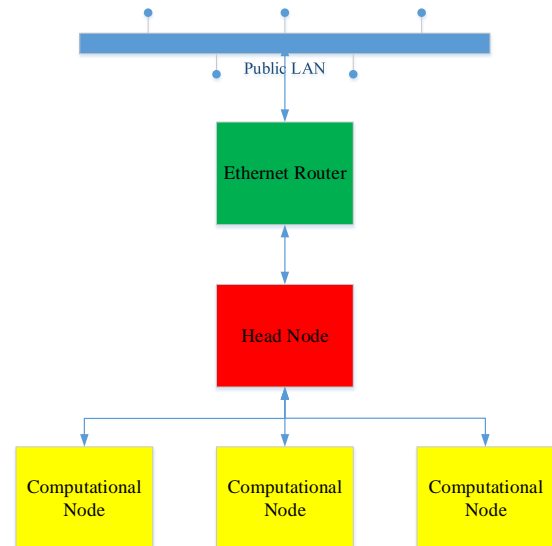 Public LAN
Ethernet Router
Head Node
Computational
Node
Computational
Node
Computational
Node